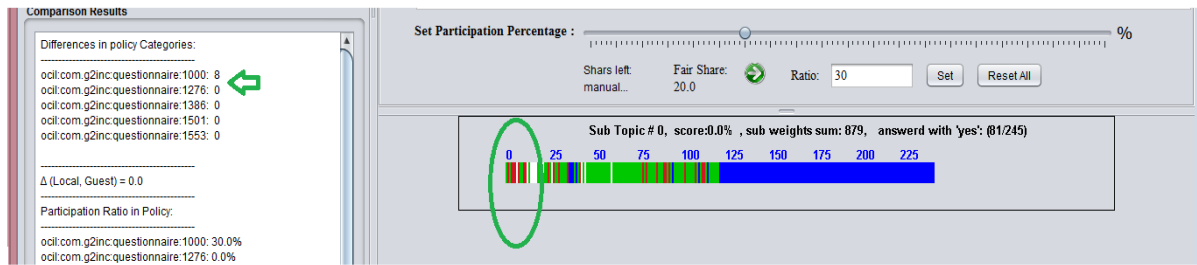 Comparison Results
Differences in policy Categories:
ocil:com.g2inc:questionnaire:1000: 8
ocil:com.g2inc:questionnaire:1276: 0
ocil:com.g2inc:questionnaire:1386: 0
ocil:com.g2inc:questionnaire:1501: 0
ocil:com.g2inc:questionnaire:1553: 0
Δ (Local, Guest) = 0.0
Participation Ratio in Policy:
ocil:com.g2inc:questionnaire:1000: 30.0%
ocil:com.g2inc:questionnaire:1276: 0.0%
Set Participation Percentage : %
Shars left: Fair Share: Ratio: 30 Set Reset All
manual... 20.0
Sub Topic # 0, score:0.0% , sub weights sum: 879, answerd with 'yes': (81/245)
0 25 50 75 100 125 150 175 200 225